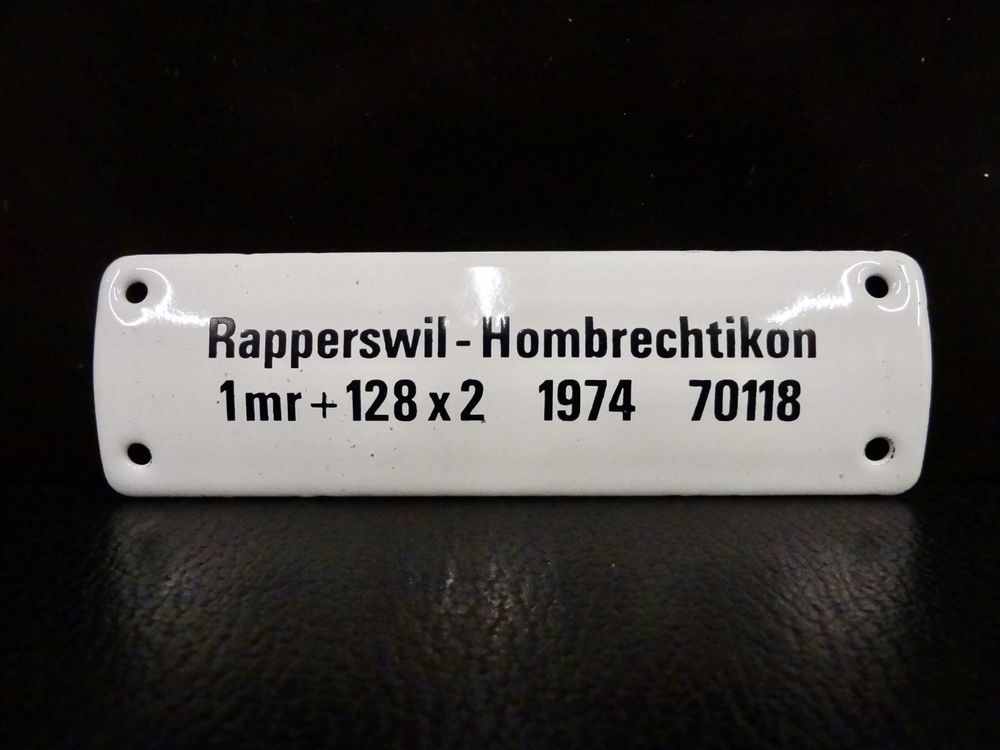 Rapperswil - Hombrechtikon
1mr + 128 x 2 1974 70118